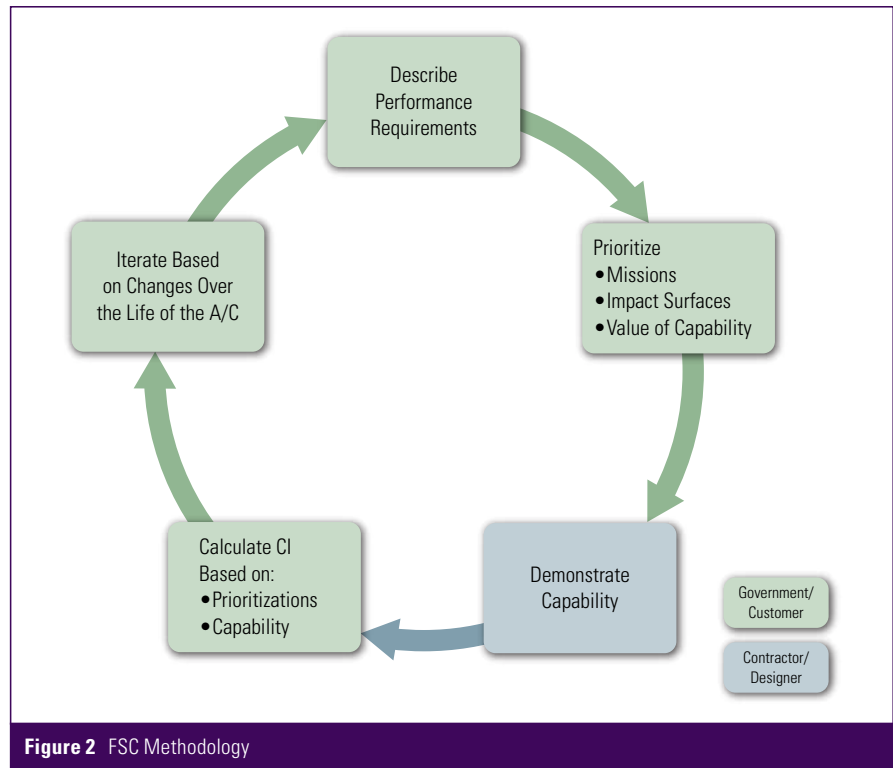 Describe
Performance
Requirements
Prioritize
•Missions
•Impact Surfaces
•Value of Capability
Demonstrate
Capability
Calculate CI
Based on:
•Prioritizations
•Capability
Iterate Based
on Changes Over
the Life of the A/C
Government/
Customer
Contractor/
Designer
Figure 2 FSC Methodology